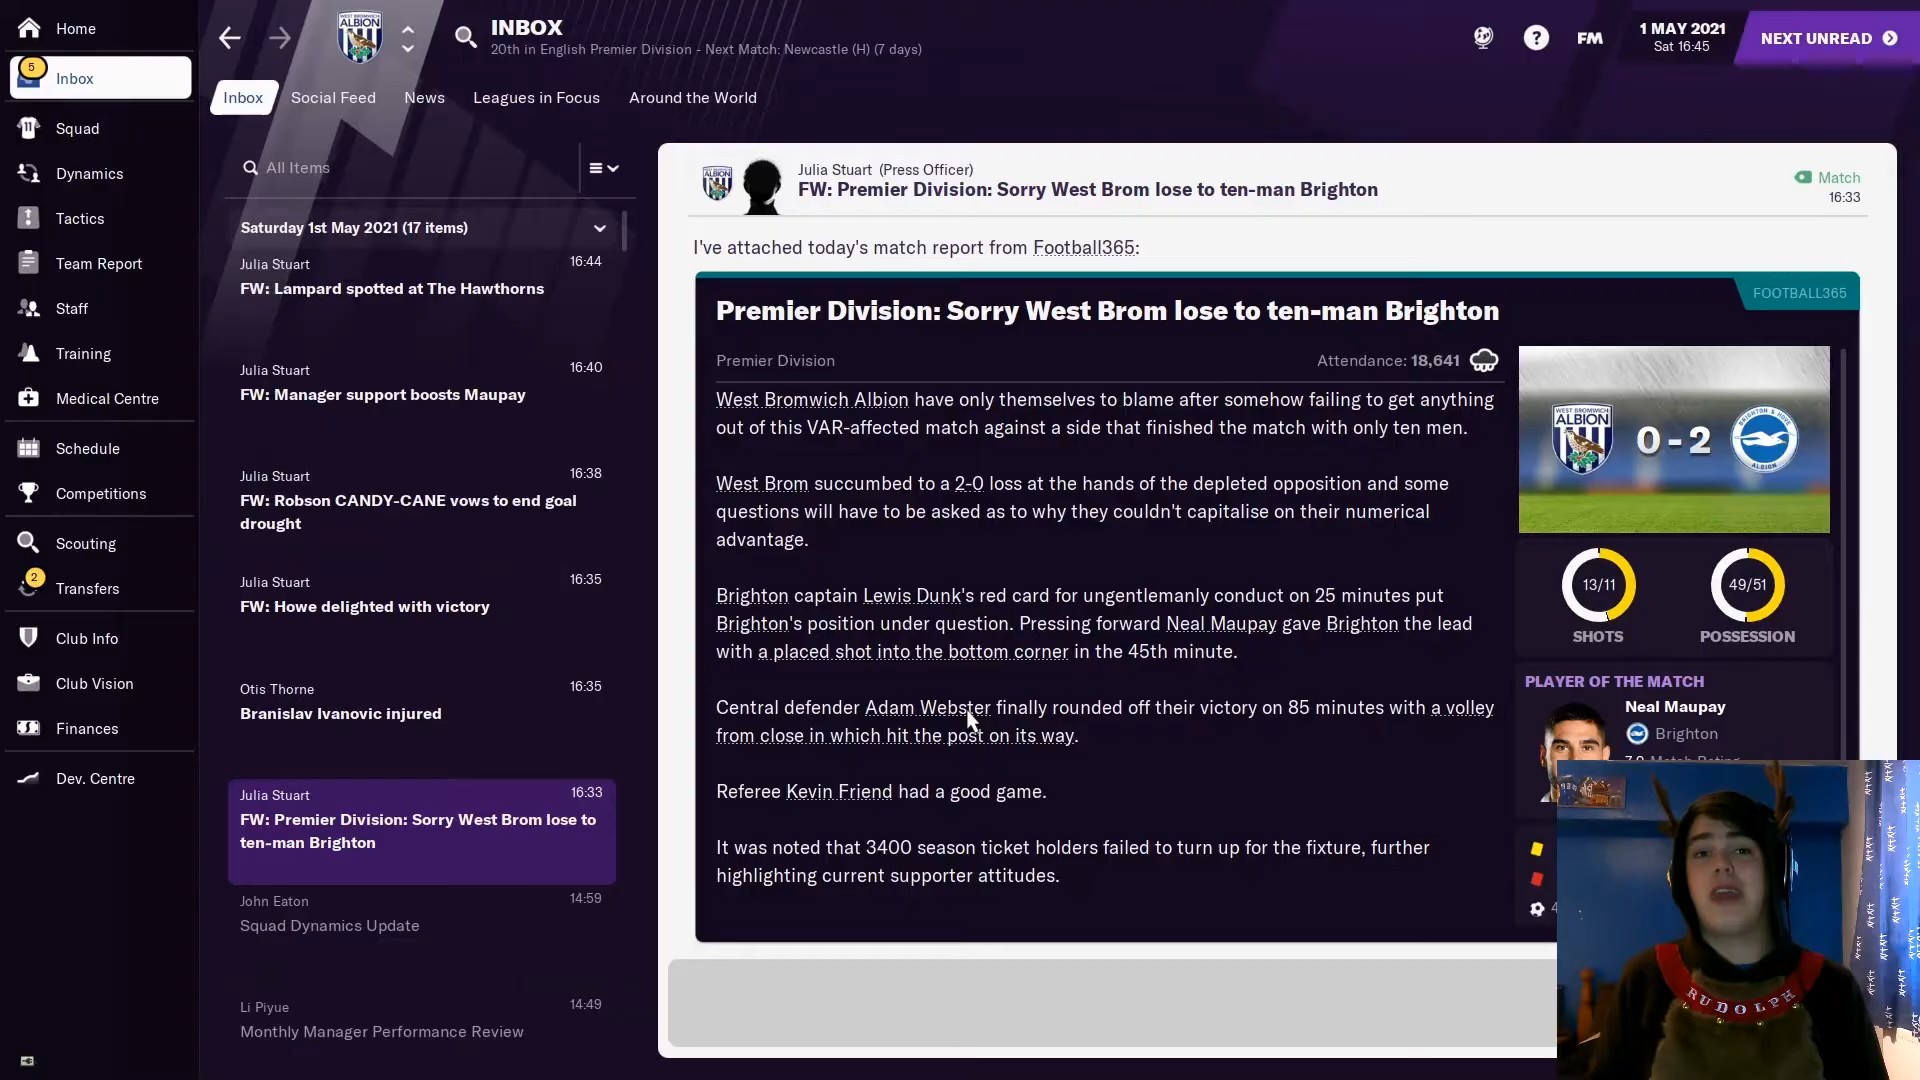 Home
5
Inbox
Squad
Dynamics
Tactics
Team Report
Staff
Training
Medical Centre
Schedule
Competitions
Scouting
2
Transfers
Club Info
Club Vision
Finances
Dev. Centre
WEST BROMWICH
ALBION
INBOX
20th in English Premier Division - Next Match: Newcastle (H) (7 days)
?
FM
1 MAY 2021
Sat 16:45
NEXT UNREAD
Inbox
Social Feed
News
Leagues in Focus
Around the World
All Items
Saturday 1st May 2021 (17 items)
Julia Stuart
16:44
FW: Lampard spotted at The Hawthorns
Julia Stuart
16:40
FW: Manager support boosts Maupay
Julia Stuart
16:38
FW: Robson CANDY-CANE vows to end goal
drought
Julia Stuart
16:35
FW: Howe delighted with victory
Otis Thorne
16:35
Branislav Ivanovic injured
Julia Stuart
16:33
FW: Premier Division: Sorry West Brom lose to
ten-man Brighton
John Eaton
14:59
Squad Dynamics Update
Li Piyue
14:49
Monthly Manager Performance Review
ALBION
Julia Stuart (Press Officer)
FW: Premier Division: Sorry West Brom lose to ten-man Brighton
Match
16:33
I've attached today's match report from Football365:
FOOTBALL365
Premier Division: Sorry West Brom lose to ten-man Brighton
Premier Division
Attendance: 18,641
West Bromwich Albion have only themselves to blame after somehow failing to get anything
out of this VAR-affected match against a side that finished the match with only ten men.
West Brom succumbed to a 2-0 loss at the hands of the depleted opposition and some
questions will have to be asked as to why they couldn't capitalise on their numerical
advantage.
Brighton captain Lewis Dunk's red card for ungentlemanly conduct on 25 minutes put
Brighton's position under question. Pressing forward Neal Maupay gave Brighton the lead
with a placed shot into the bottom corner in the 45th minute.
Central defender Adam Webster finally rounded off their victory on 85 minutes with a volley
from close in which hit the post on its way.
Referee Kevin Friend had a good game.
It was noted that 3400 season ticket holders failed to turn up for the fixture, further
highlighting current supporter attitudes.
WEST BROMWICH
ALBION
0 - 2
BRIGHTON & HOVE
ALBION
13/11
49/51
SHOTS
POSSESSION
PLAYER OF THE MATCH
Neal Maupay
Brighton
4
RUDOLPH